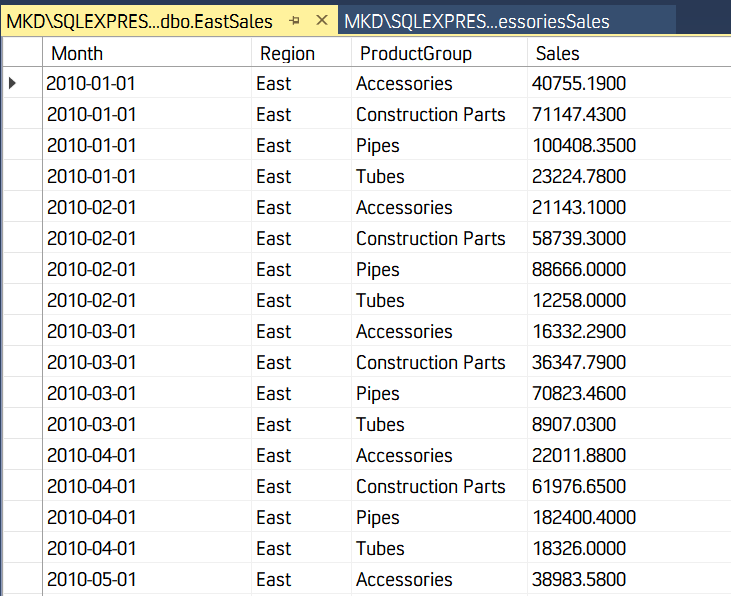 MKD\SQLEXPRES...dbo.EastSales MKD\SQLEXPRES...essoriesSales
Month Region ProductGroup Sales
2010-01-01 East Accessories 40755.1900
2010-01-01 East Construction Parts 71147.4300
2010-01-01 East Pipes 100408.3500
2010-01-01 East Tubes 23224.7800
2010-02-01 East Accessories 21143.1000
2010-02-01 East Construction Parts 58739.3000
2010-02-01 East Pipes 88666.0000
2010-02-01 East Tubes 12258.0000
2010-03-01 East Accessories 16332.2900
2010-03-01 East Construction Parts 36347.7900
2010-03-01 East Pipes 70823.4600
2010-03-01 East Tubes 8907.0300
2010-04-01 East Accessories 22011.8800
2010-04-01 East Construction Parts 61976.6500
2010-04-01 East Pipes 182400.4000
2010-04-01 East Tubes 18326.0000
2010-05-01 East Accessories 38983.5800